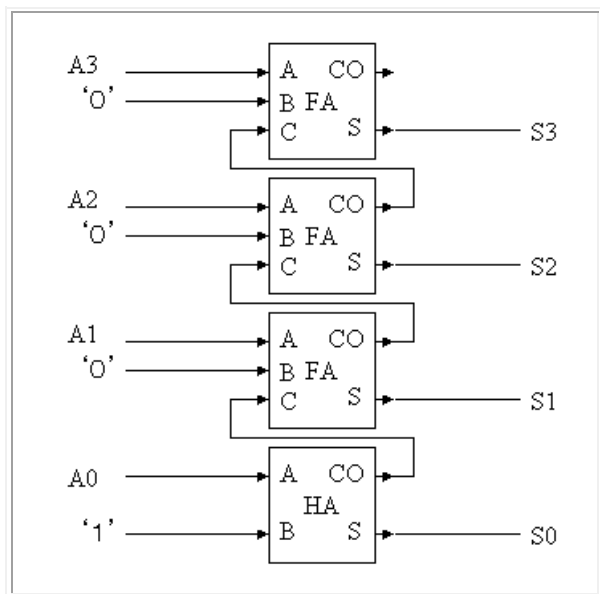 A3 A CO
‘0’ B FA
C S S3
A2 A CO
‘0’ B FA
C S S2
A1 A CO
‘0’ B FA
C S S1
A0 A CO
HA
‘1’ B S S0